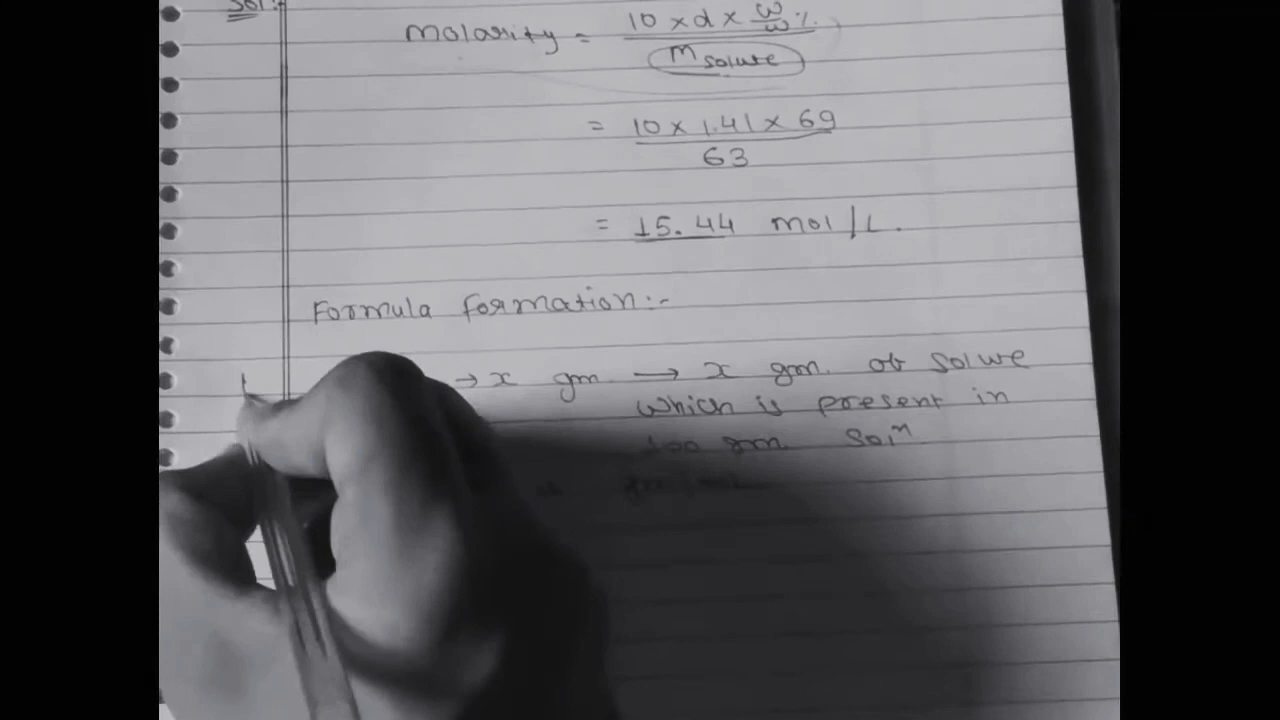 Sol:-
Molarity = 10 x d x w/w %
M solute
= 10 x 1.41 x 69
63
= 15.44 mol/L.
Formula formation:-
→ x gm → x gm. of solute
which is present in
100 gm soln